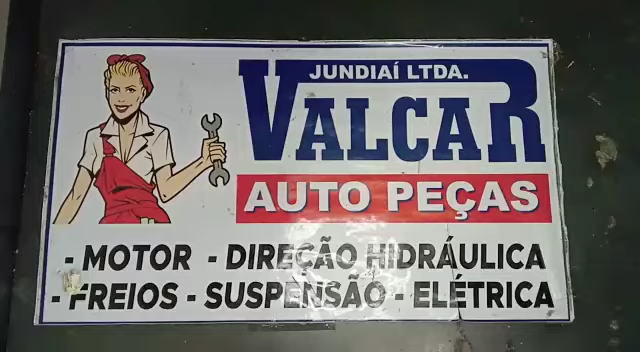 JUNDIAÍ LTDA.
VALCAR
AUTO PEÇAS
- MOTOR - DIREÇÃO HIDRÁULICA
- FREIOS - SUSPENSÃO - ELÉTRICA